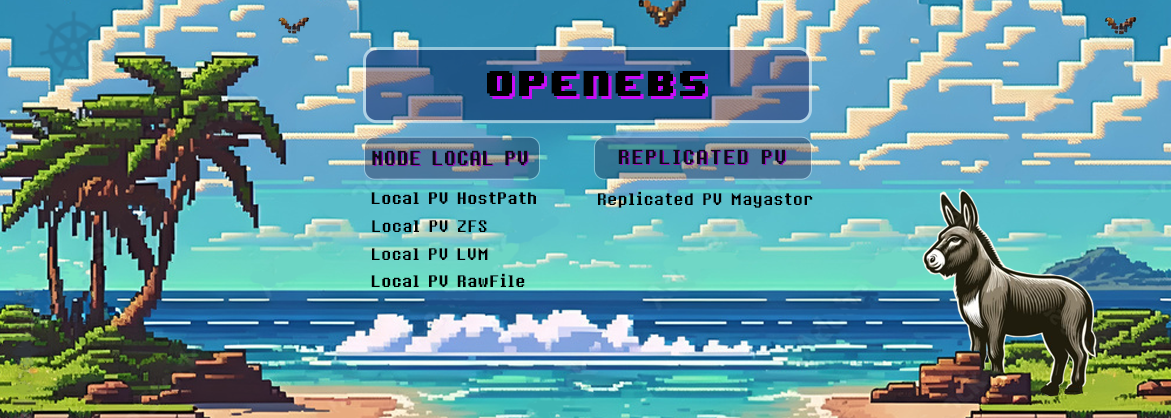 OPENEBS
NODE LOCAL PV
Local PV HostPath
Local PV ZFS
Local PV LVM
Local PV RawFile
REPLICATED PV
Replicated PV Mayastor